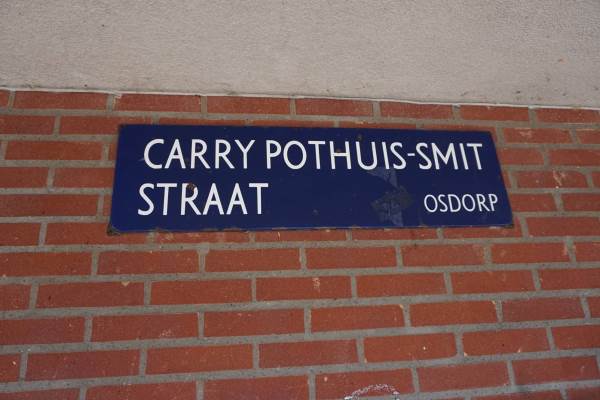 CARRY POTHUIS-SMIT
STRAAT OSDORP